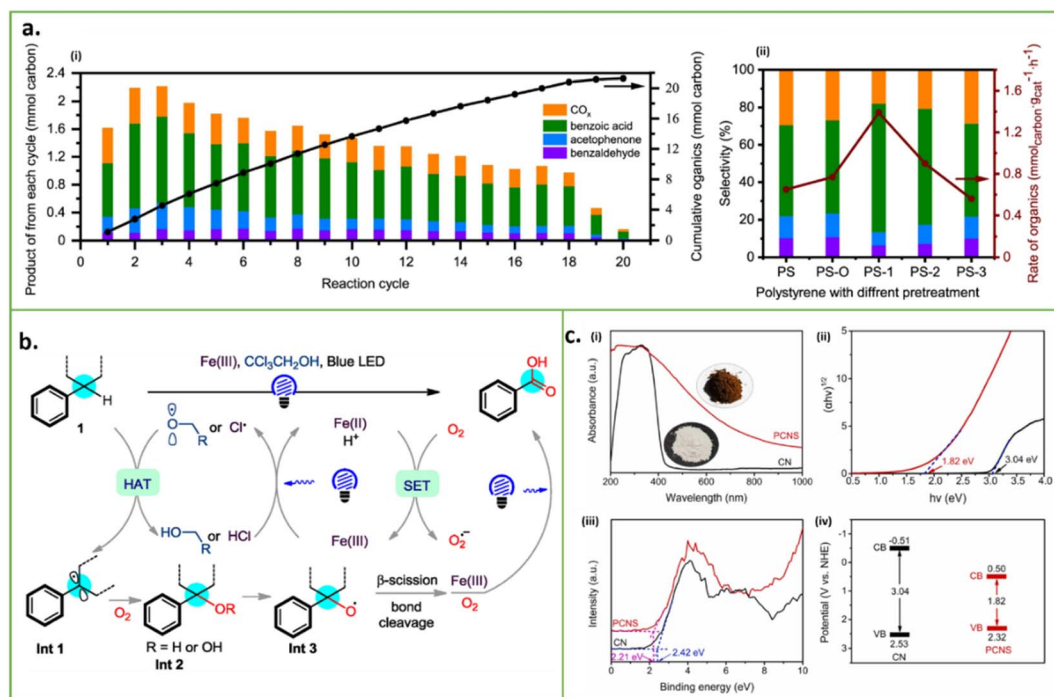 a.
(i)
Product of from each cycle (mmol carbon)
2.4
2
1.6
1.2
0.8
0.4
0
0 2 4 6 8 10 12 14 16 18 20
Reaction cycle
COx
benzoic acid
acetophenone
benzaldehyde
20
16
12
8
4
0
Cumulative oganics (mmol carbon)
(ii)
Selectivity (%)
100
80
60
40
20
0
PS PS-O PS-1 PS-2 PS-3
Polystyrene with diffrent pretreatment
1.6
1.2
0.8
0.4
0
Rate of organics (mmolcarbon·gcat⁻¹·h⁻¹)
b.
Fe(III), CCl3CH2OH, Blue LED
H
1
OH
O
O R or Cl•
Fe(II)
H+
O2
HAT
SET
HO R or HCl
Fe(III)
O2•-
O2
OR
O•
β-scission
bond
cleavage
Fe(III)
O2
Int 1
R = H or OH
Int 2
Int 3
c.
(i)
Absorbance (a.u.)
PCNS
CN
200 400 600 800 1000
Wavelength (nm)
(ii)
(αhv)1/2
5
4
3
2
1
0
1.82 eV
3.04 eV
0.5 1.0 1.5 2.0 2.5 3.0 3.5 4.0
hv (eV)
(iii)
Intensity (a.u.)
PCNS
CN
2.21 eV
2.42 eV
0 2 4 6 8 10
Binding energy (eV)
(iv)
Potential (V vs. NHE)
-1
0
1
2
3
CB
-0.51
3.04
VB
2.53
CN
0.50
CB
1.82
VB
2.32
PCNS